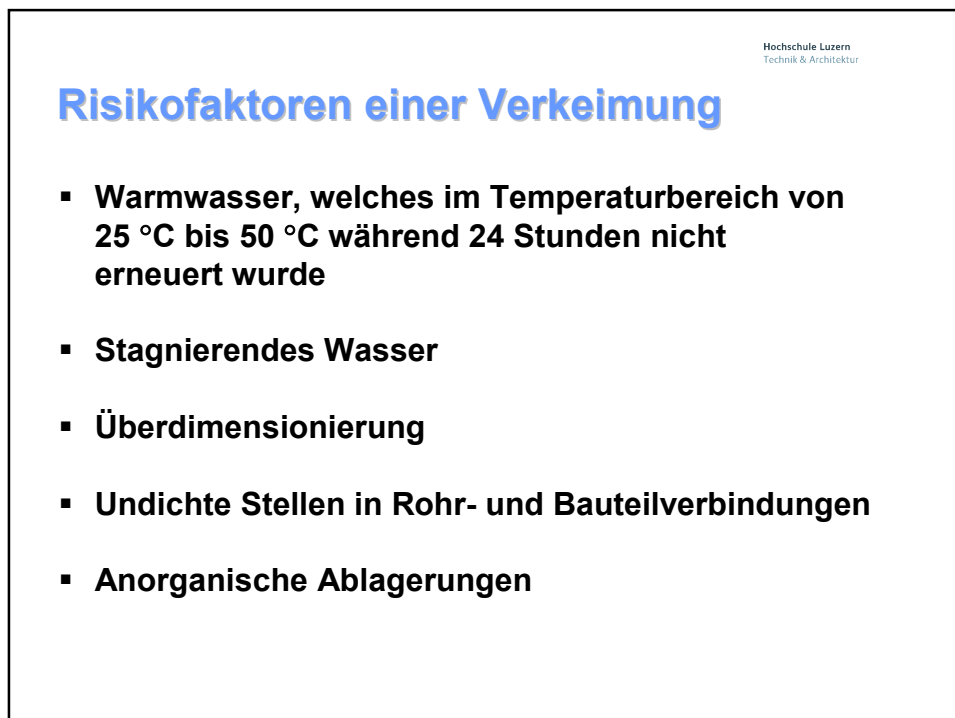 Hochschule Luzern
Technik & Architektur
Risikofaktoren einer Verkeimung
▪ Warmwasser, welches im Temperaturbereich von
25 °C bis 50 °C während 24 Stunden nicht
erneuert wurde
▪ Stagnierendes Wasser
▪ Überdimensionierung
▪ Undichte Stellen in Rohr- und Bauteilverbindungen
▪ Anorganische Ablagerungen